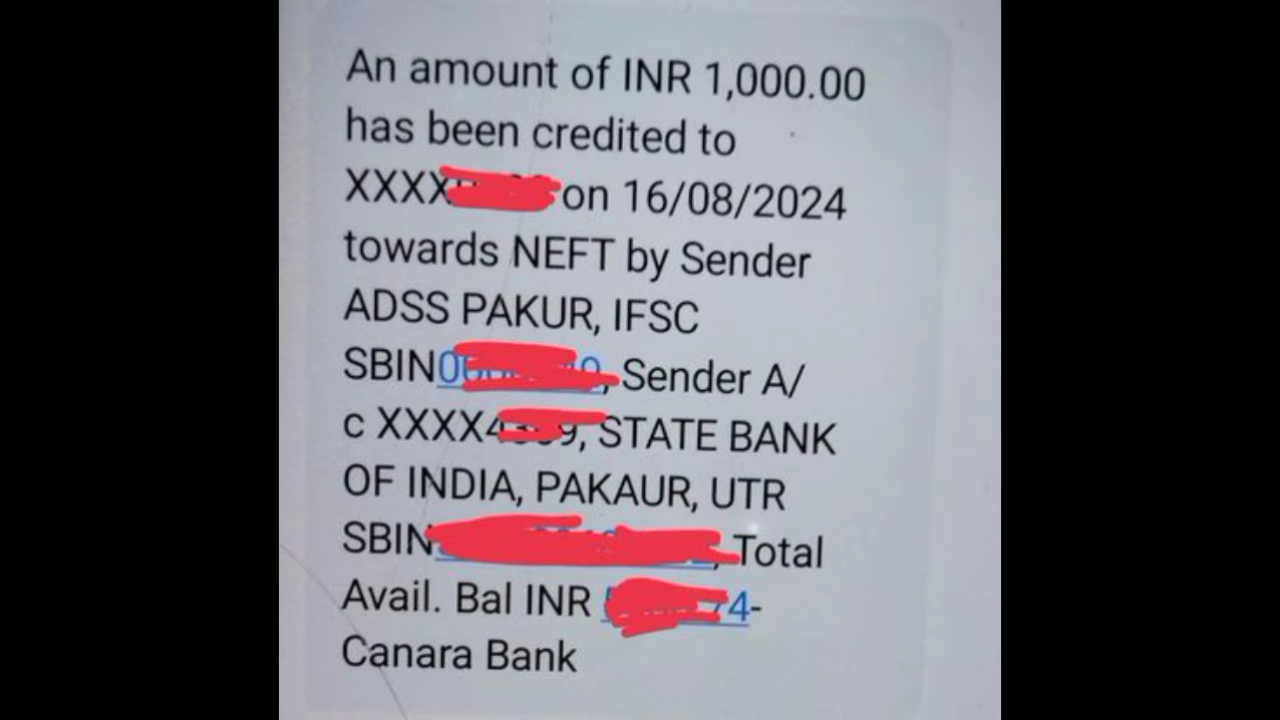 An amount of INR 1,000.00
has been credited to
XXXX on 16/08/2024
towards NEFT by Sender
ADSS PAKUR, IFSC
SBIN Sender A/
c XXXX STATE BANK
OF INDIA, PAKAUR, UTR
SBIN Total
Avail. Bal INR
Canara Bank